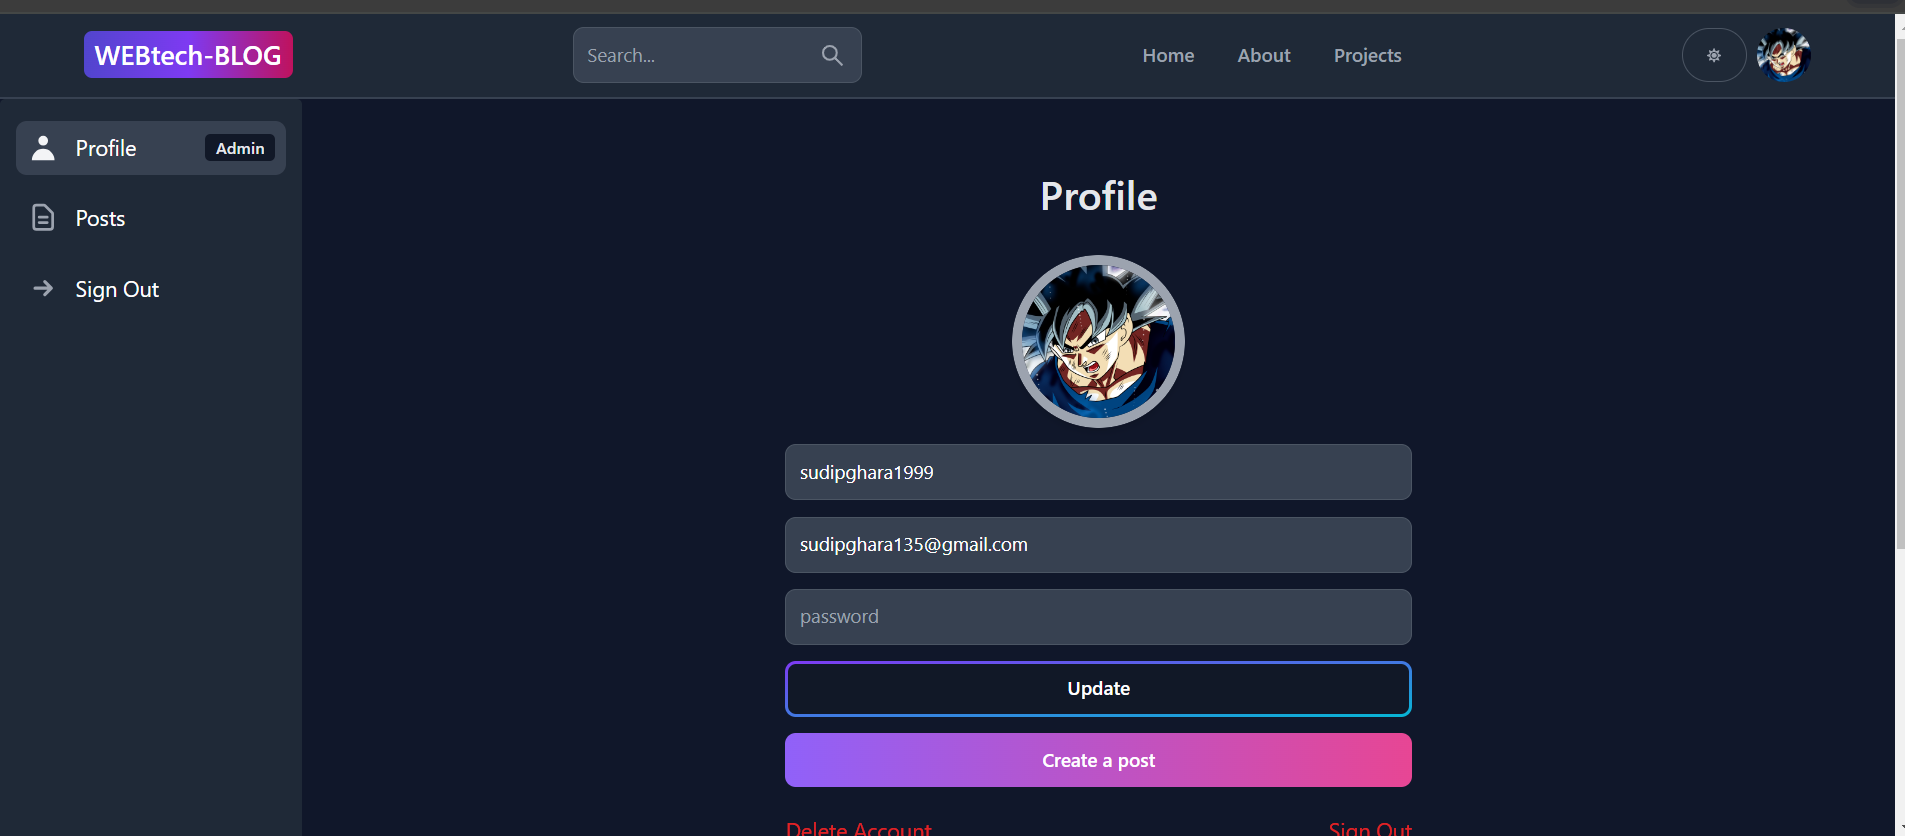 WEBtech-BLOG
Search...
Home
About
Projects
Profile
Admin
Posts
Sign Out
Profile
sudipghara1999
sudipghara135@gmail.com
password
Update
Create a post
Delete Account
Sign Out